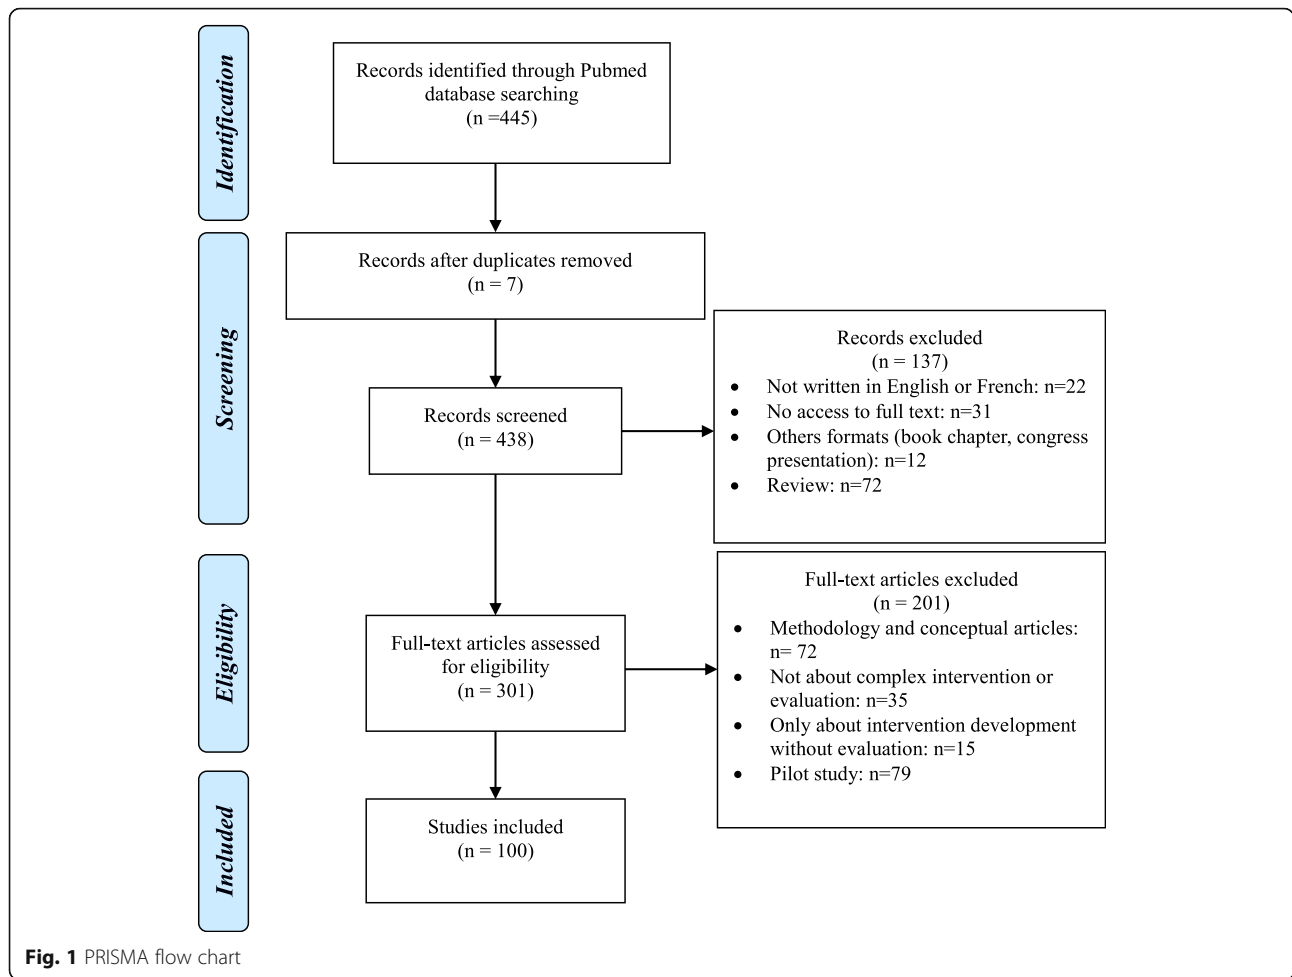 Identification
Records identified through Pubmed
database searching
(n =445)
Screening
Records after duplicates removed
(n = 7)
Records screened
(n = 438)
Records excluded
(n = 137)
• Not written in English or French: n=22
• No access to full text: n=31
• Others formats (book chapter, congress
presentation): n=12
• Review: n=72
Eligibility
Full-text articles assessed
for eligibility
(n = 301)
Full-text articles excluded
(n = 201)
• Methodology and conceptual articles:
n= 72
• Not about complex intervention or
evaluation: n=35
• Only about intervention development
without evaluation: n=15
• Pilot study: n=79
Included
Studies included
(n = 100)
Fig. 1 PRISMA flow chart